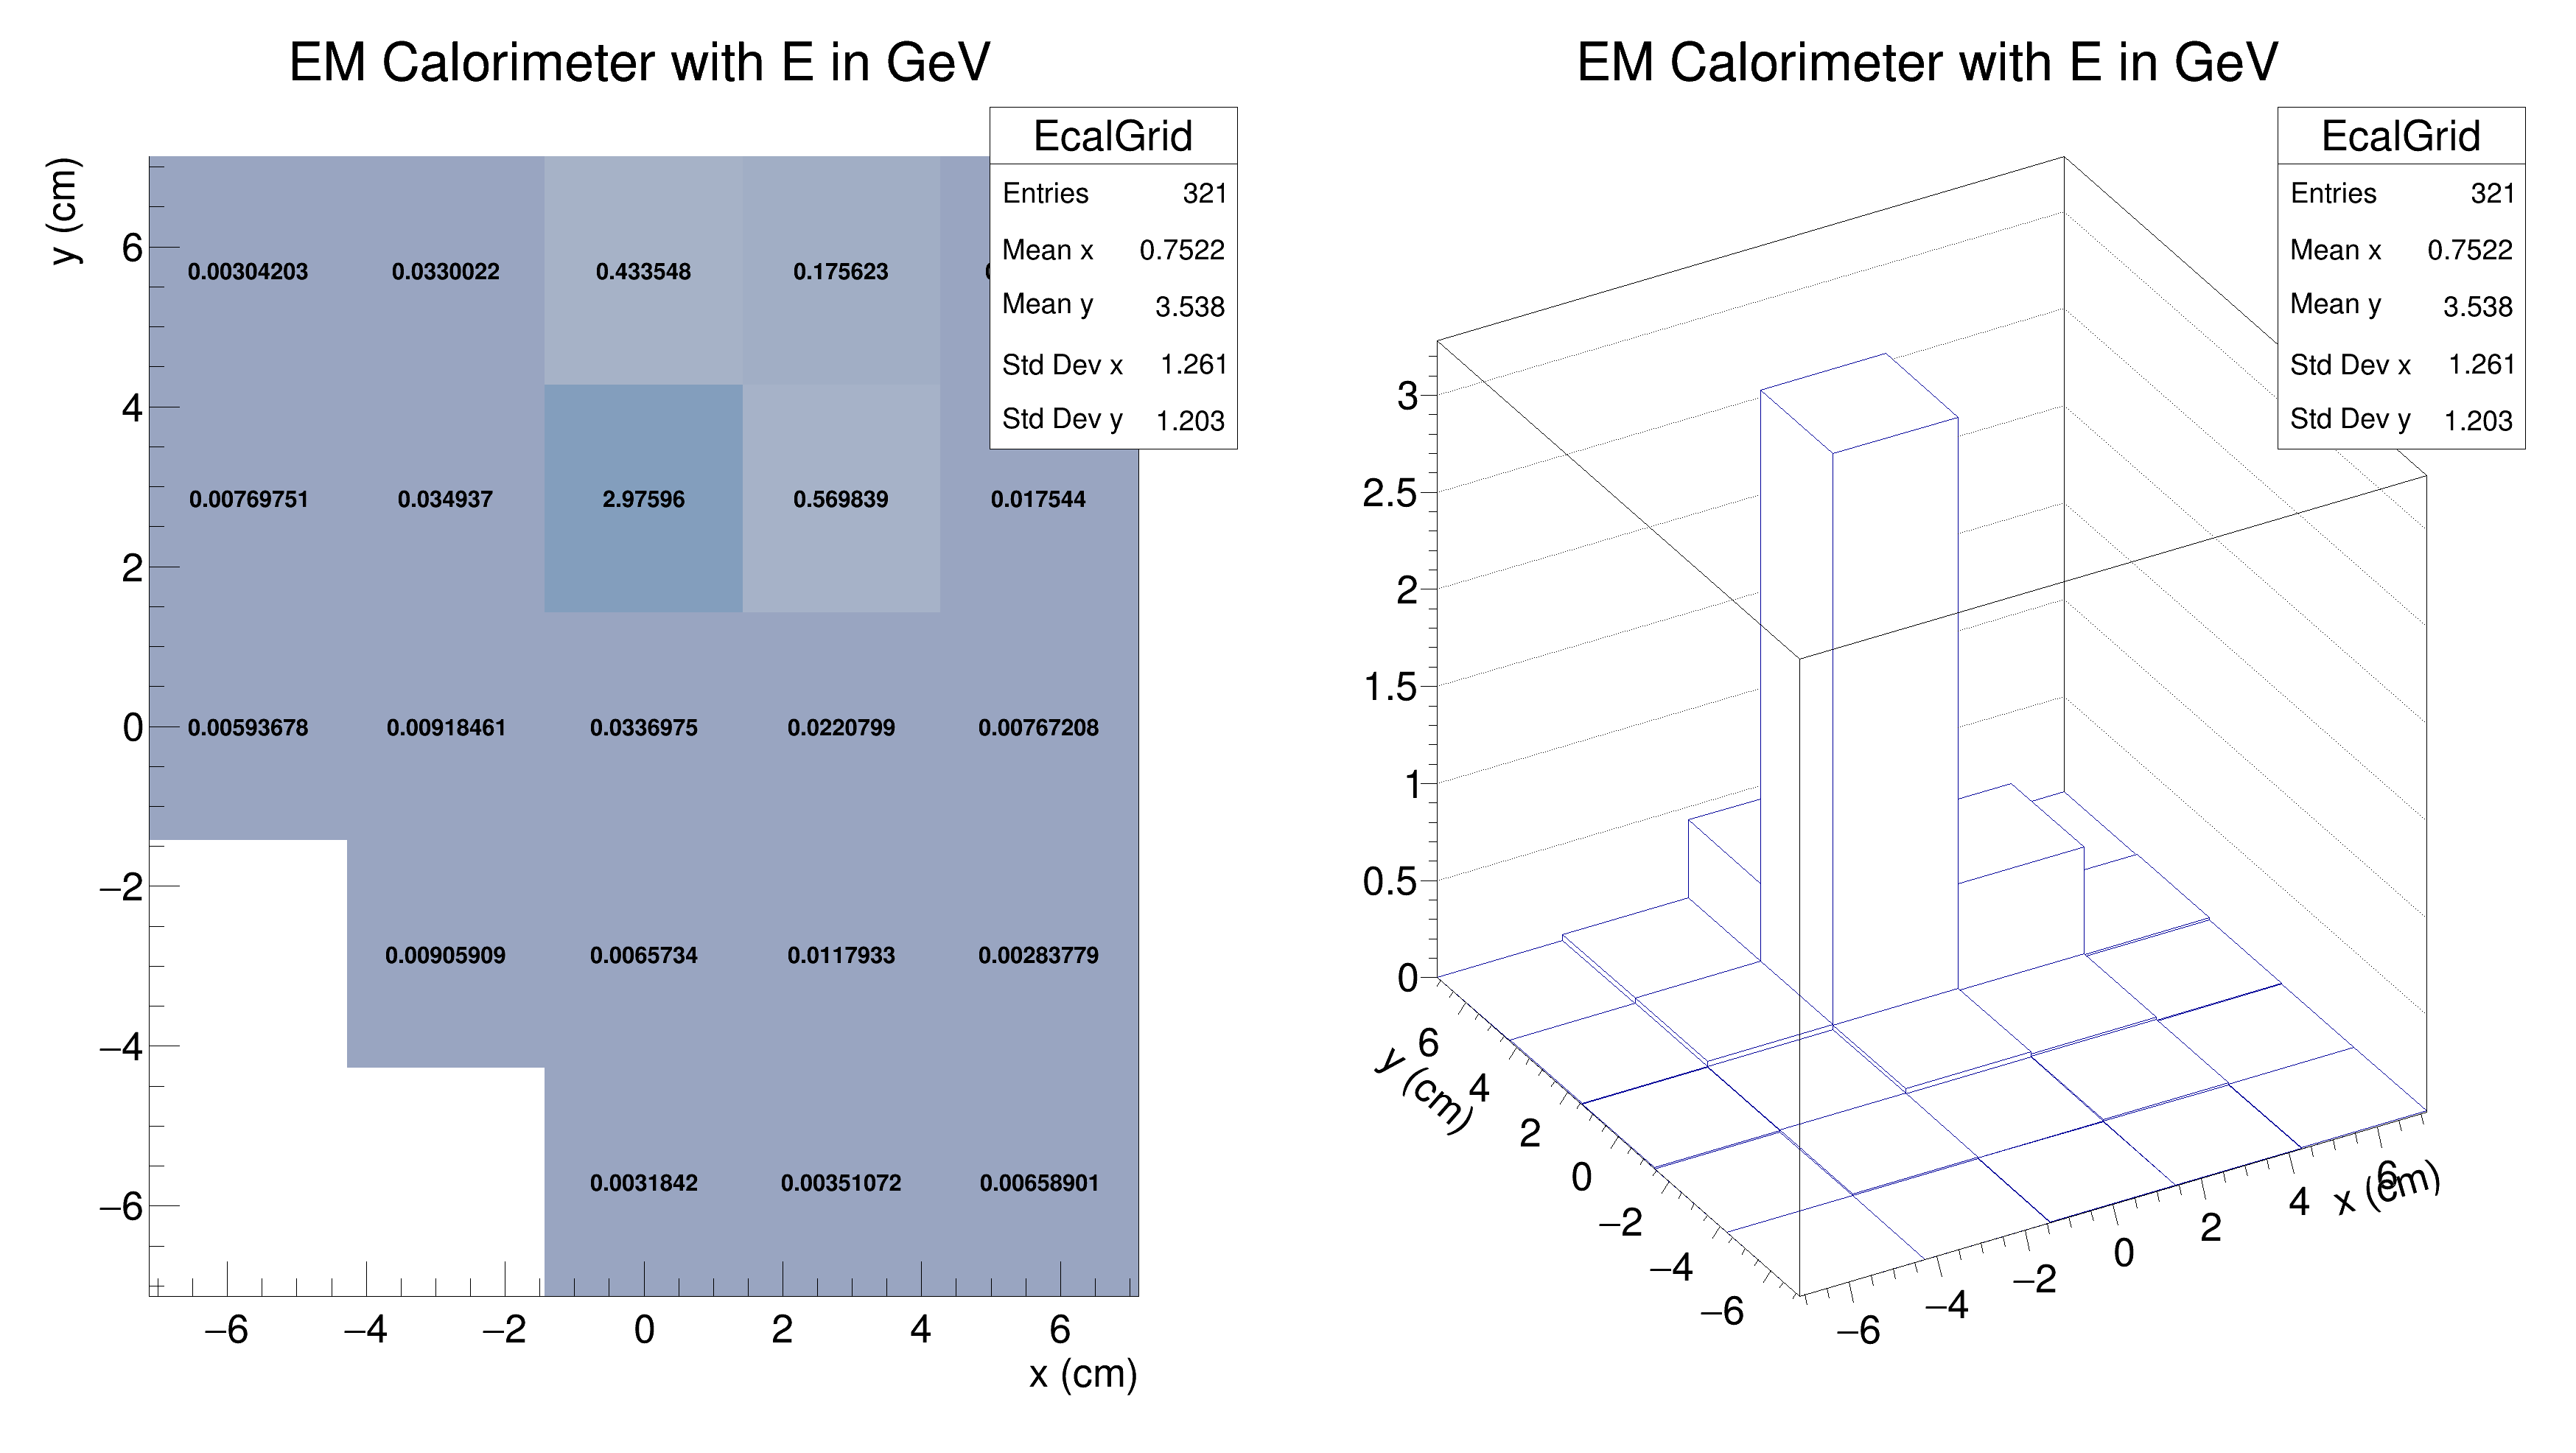 EM Calorimeter with E in GeV
EcalGrid
Entries 321
Mean x 0.7522
Mean y 3.538
Std Dev x 1.261
Std Dev y 1.203
y (cm)
6
4
2
0
−2
−4
−6
0.00304203 0.0330022 0.433548 0.175623
0.00769751 0.034937 2.97596 0.569839 0.017544
0.00593678 0.00918461 0.0336975 0.0220799 0.00767208
0.00905909 0.0065734 0.0117933 0.00283779
0.0031842 0.00351072 0.00658901
−6 −4 −2 0 2 4 6
x (cm)
EM Calorimeter with E in GeV
EcalGrid
Entries 321
Mean x 0.7522
Mean y 3.538
Std Dev x 1.261
Std Dev y 1.203
3
2.5
2
1.5
1
0.5
0
6
4
2
0
−2
−4
−6
y (cm)
−6
−4
−2
0
2
4
6
x (cm)